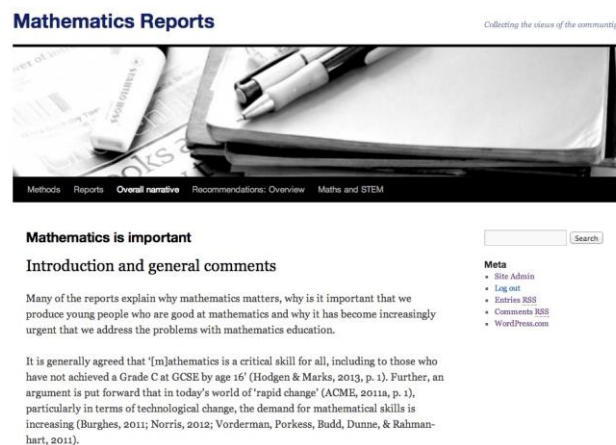 Mathematics Reports
Collecting the views of the
Methods Reports Overall narrative Recommendations: Overview Maths and STEM
Mathematics is important
Introduction and general comments
Many of the reports explain why mathematics matters, why is it important that we
produce young people who are good at mathematics and why it has become increasingly
urgent that we address the problems with mathematics education.
It is generally agreed that ‘[m]athematics is a critical skill for all, including to those who
have not achieved a Grade C at GCSE by age 16’ (Hodgen & Marks, 2013, p. 1). Further, an
argument is put forward that in today’s world of ‘rapid change’ (ACME, 2011a, p. 1),
particularly in terms of technological change, the demand for mathematical skills is
increasing (Burghes, 2011; Norris, 2012; Vorderman, Porkess, Budd, Dunne, & Rahman-
hart, 2011).
Search
Meta
Site Admin
Log out
Entries RSS
Comments RSS
WordPress.com